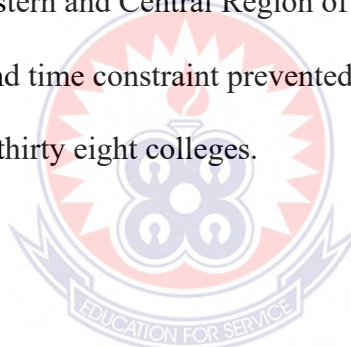 stern and Central Region of
nd time constraint prevented
thirty eight colleges.
EDUCATION FOR SERVICE